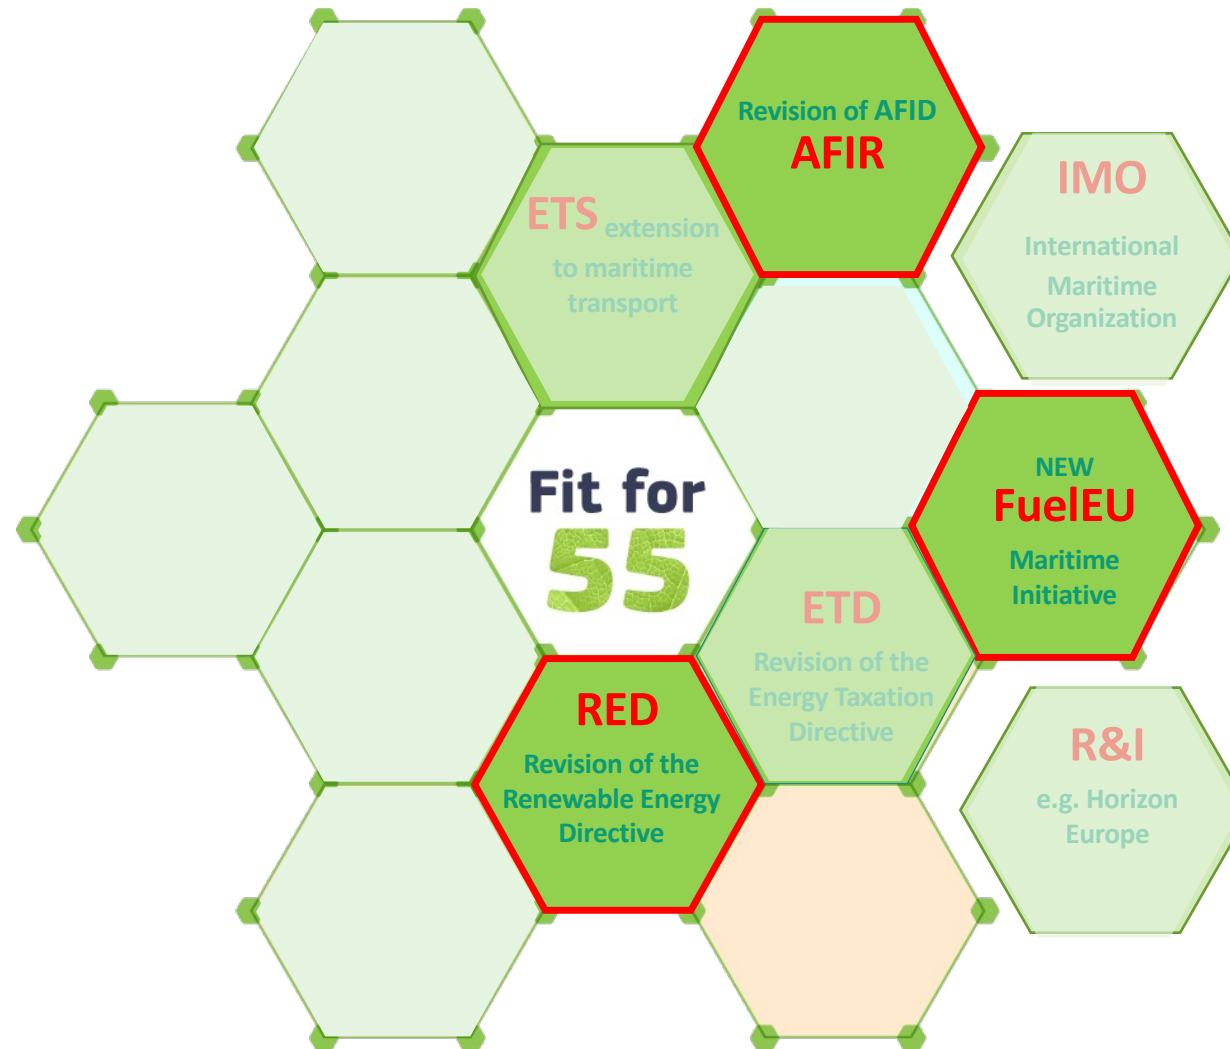 Revision of AFID
AFIR
IMO
International
Maritime
Organization
ETS extension
to maritime
transport
Fit for
55
NEW
FuelEU
Maritime
Initiative
ETD
Revision of the
Energy Taxation
Directive
RED
Revision of the
Renewable Energy
Directive
R&I
e.g. Horizon
Europe